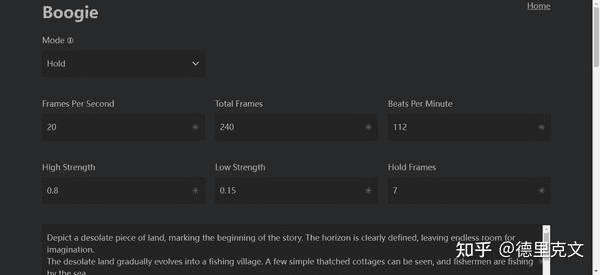 Boogie
Home
Mode
Hold
Frames Per Second
Total Frames
Beats Per Minute
20
240
112
High Strength
Low Strength
Hold Frames
0.8
0.15
7
Depict a desolate piece of land, marking the beginning of the story. The horizon is clearly defined, leaving endless room for
imagination.
The desolate land gradually evolves into a fishing village. A few simple thatched cottages can be seen, and fishermen are fishing
by the sea.
知乎 @德里克文